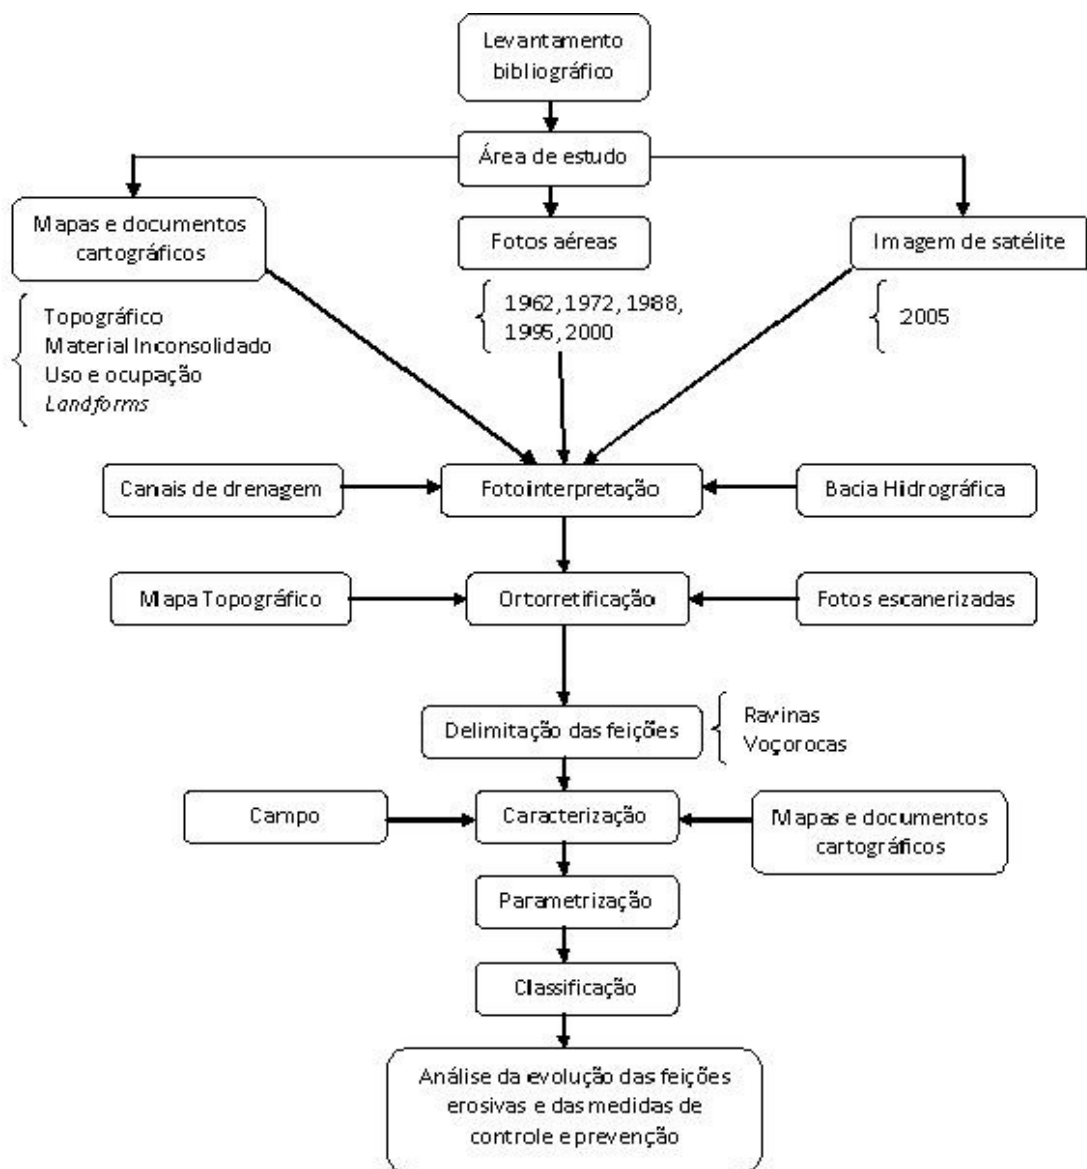 Levantamento
bibliográfico
Área de estudo
Mapas e documentos
cartográficos
Fotos aéreas
Imagem de satélite
Topográfico
Material Inconsolidado
Uso e ocupação
Landforms
1962, 1972, 1988,
1995, 2000
2005
Canais de drenagem
Fotointerpretação
Bacia Hidrográfica
Mapa Topográfico
Ortorretificação
Fotos escanerizadas
Delimitação das feições
Ravinas
Voçorocas
Campo
Caracterização
Mapas e documentos
cartográficos
Parametrização
Classificação
Análise da evolução das feições
erosivas e das medidas de
controle e prevenção